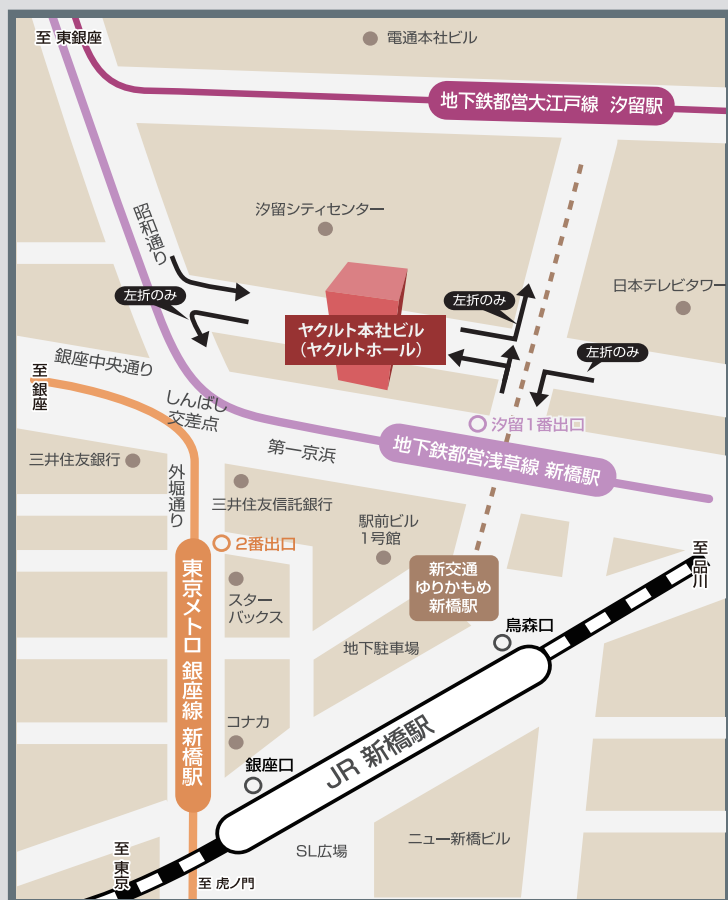 至 東銀座
電通本社ビル
地下鉄都営大江戸線 汐留駅
昭和通り
汐留シティセンター
日本テレビタワー
左折のみ
左折のみ
左折のみ
ヤクルト本社ビル
(ヤクルトホール)
至 銀座
銀座中央通り
しんばし
交差点
第一京浜
汐留1番出口
地下鉄都営浅草線 新橋駅
三井住友銀行
外堀通り
三井住友信託銀行
駅前ビル
1号館
2番出口
至 品川
新交通
ゆりかもめ
新橋駅
東京メトロ 銀座線 新橋駅
スター
バックス
烏森口
地下駐車場
コナカ
銀座口
JR 新橋駅
ニュー新橋ビル
SL広場
至 東京
至 虎ノ門